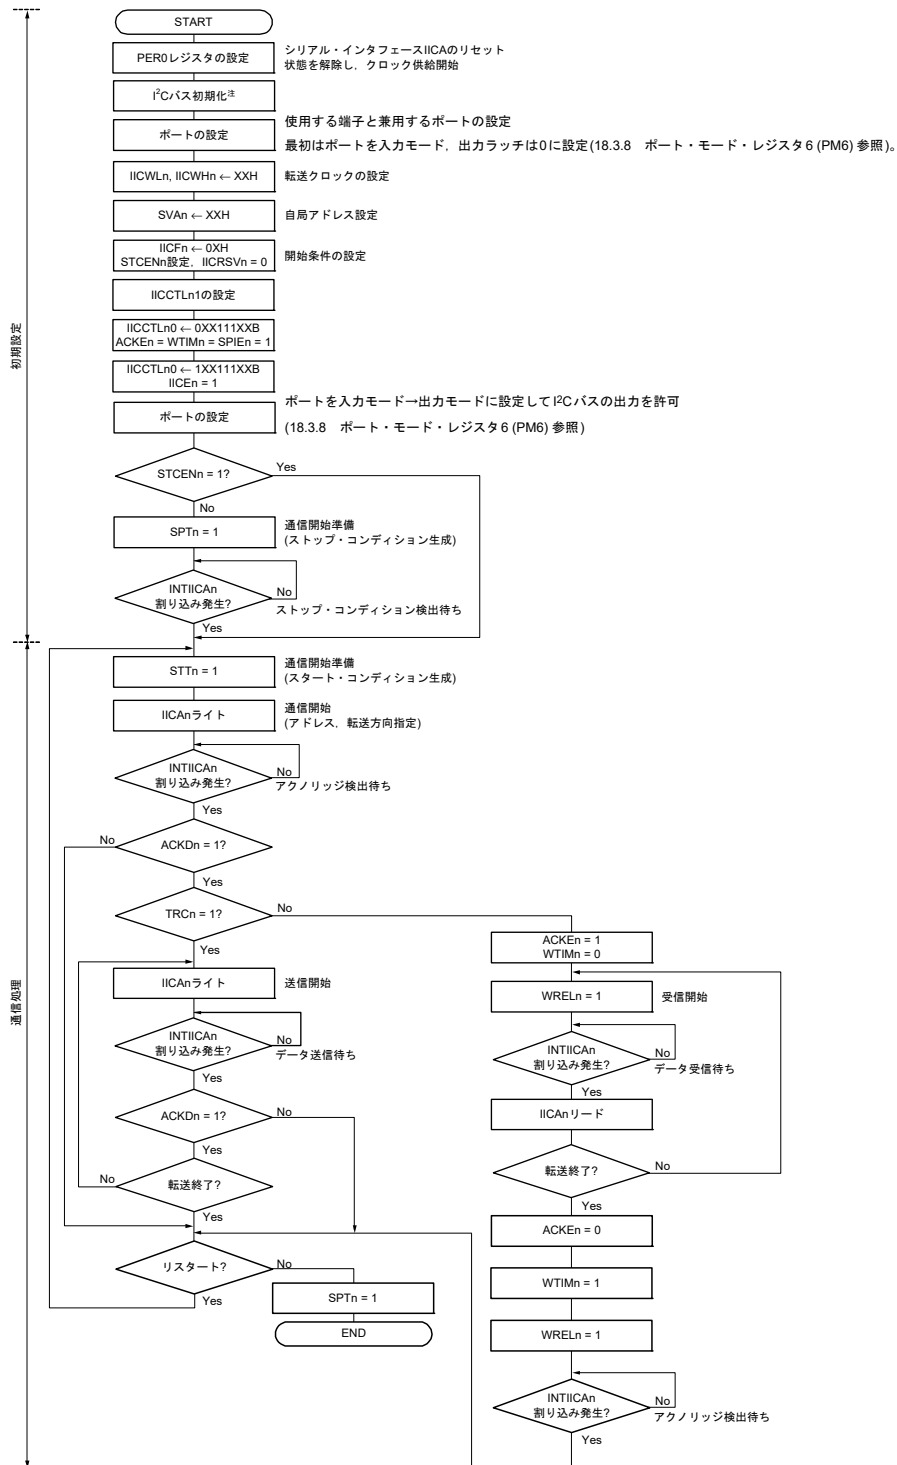 START
PER0レジスタの設定
シリアル・インタフェースIICAのリセット
状態を解除し，クロック供給開始
I²Cバス初期化注
ポートの設定
使用する端子と兼用するポートの設定
最初はポートを入力モード，出力ラッチは0に設定(18.3.8　ポート・モード・レジスタ6 (PM6) 参照)。
IICWLn, IICWHn ← XXH
転送クロックの設定
SVAn ← XXH
自局アドレス設定
IICFn ← 0XH
STCENn設定，IICRSVn = 0
開始条件の設定
IICCTLn1の設定
IICCTLn0 ← 0XX111XXB
ACKEn = WTIMn = SPIEn = 1
IICCTLn0 ← 1XX111XXB
IICEn = 1
ポートの設定
ポートを入力モード→出力モードに設定してI²Cバスの出力を許可
(18.3.8　ポート・モード・レジスタ6 (PM6) 参照)
初期設定
STCENn = 1?
Yes
No
SPTn = 1
通信開始準備
(ストップ・コンディション生成)
INTIICAn
割り込み発生?
No
ストップ・コンディション検出待ち
Yes
STTn = 1
通信開始準備
(スタート・コンディション生成)
IICAnライト
通信開始
(アドレス，転送方向指定)
INTIICAn
割り込み発生?
No
アクノリッジ検出待ち
Yes
No
ACKDn = 1?
Yes
TRCn = 1?
No
Yes
通信処理
IICAnライト
送信開始
INTIICAn
割り込み発生?
No
データ送信待ち
Yes
ACKDn = 1?
No
Yes
No
転送終了?
Yes
リスタート?
No
Yes
SPTn = 1
END
ACKEn = 1
WTIMn = 0
WRELn = 1
受信開始
INTIICAn
割り込み発生?
No
データ受信待ち
Yes
IICAnリード
転送終了?
No
Yes
ACKEn = 0
WTIMn = 1
WRELn = 1
INTIICAn
割り込み発生?
No
アクノリッジ検出待ち
Yes